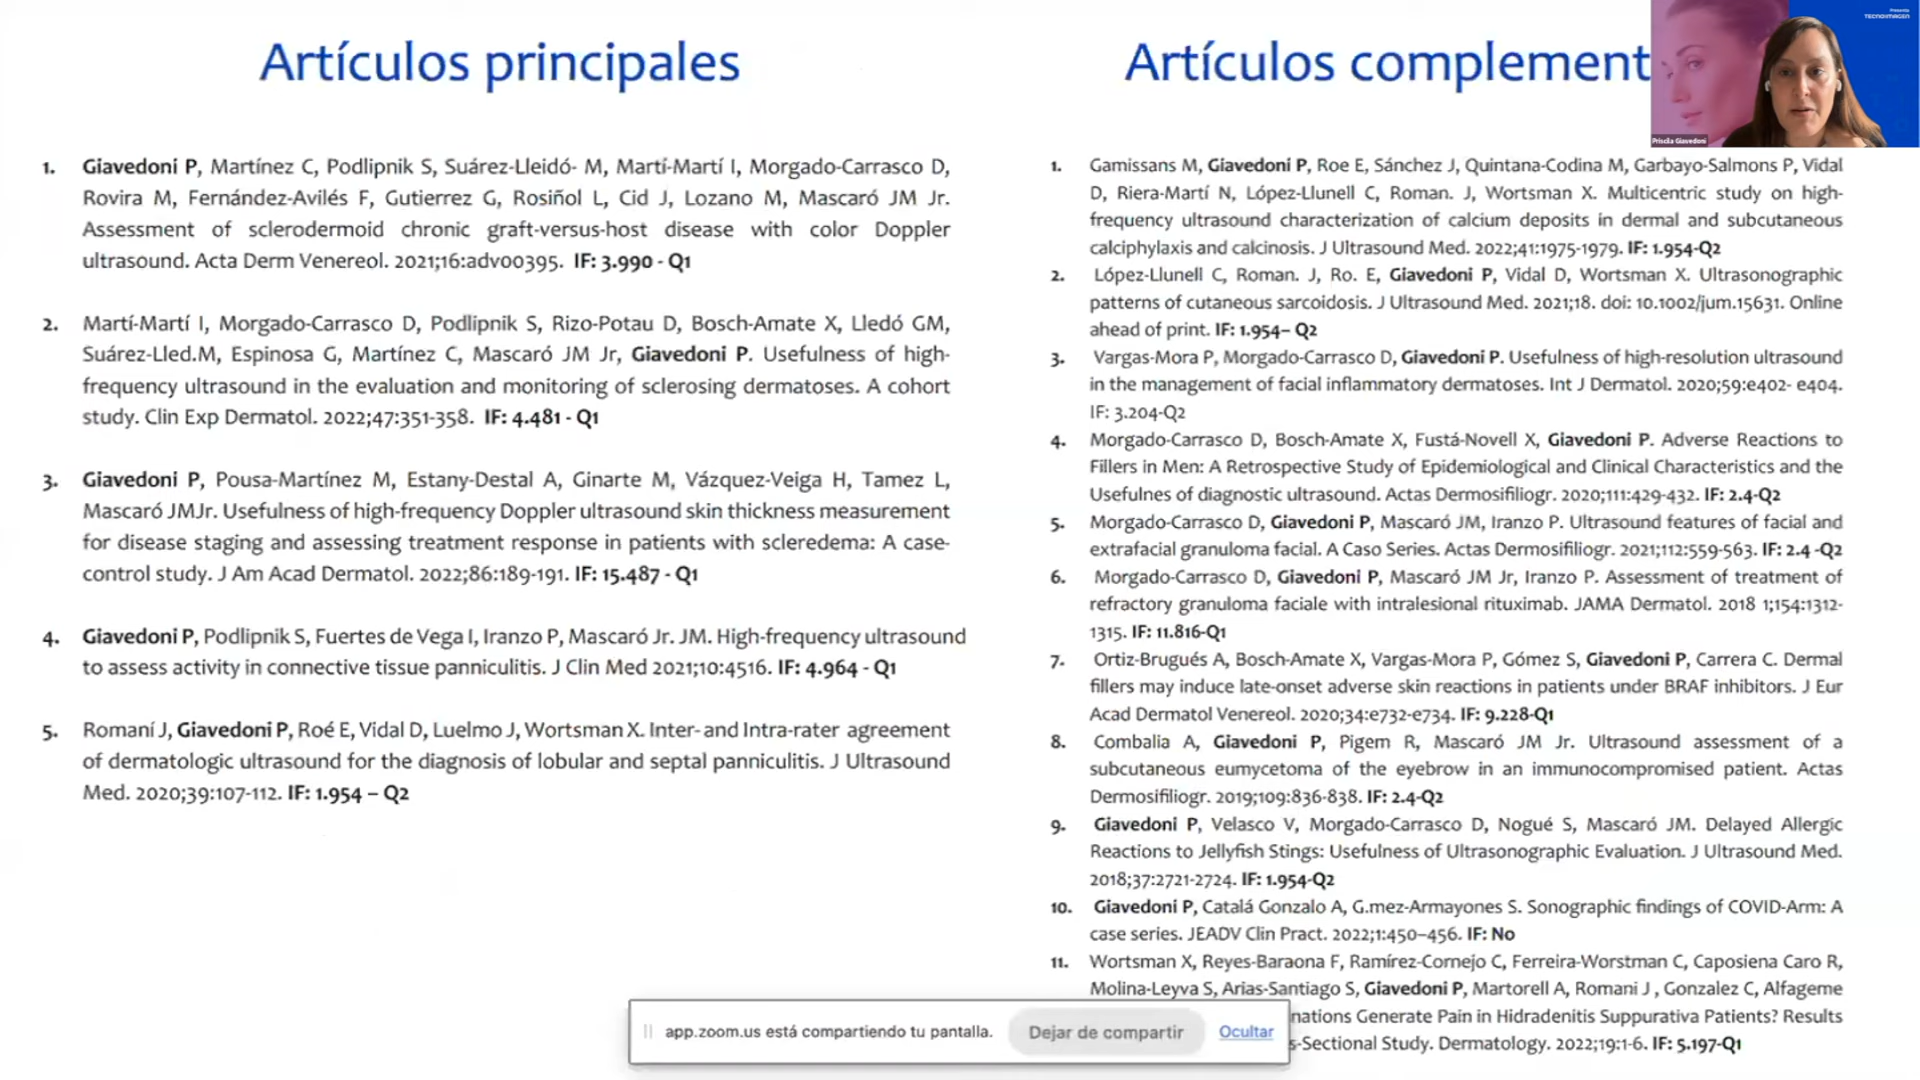 Artículos principales
1. Giavedoni P, Martínez C, Podlipnik S, Suárez-Lleidó- M, Martí-Martí I, Morgado-Carrasco D,
Rovira M, Fernández-Avilés F, Gutierrez G, Rosiñol L, Cid J, Lozano M, Mascaró JM Jr.
Assessment of sclerodermoid chronic graft-versus-host disease with color Doppler
ultrasound. Acta Derm Venereol. 2021;16:adv00395. IF: 3.990 - Q1
2. Martí-Martí I, Morgado-Carrasco D, Podlipnik S, Rizo-Potau D, Bosch-Amate X, Lledó GM,
Suárez-Lled.M, Espinosa G, Martínez C, Mascaró JM Jr, Giavedoni P. Usefulness of high-
frequency ultrasound in the evaluation and monitoring of sclerosing dermatoses. A cohort
study. Clin Exp Dermatol. 2022;47:351-358. IF: 4.481 - Q1
3. Giavedoni P, Pousa-Martínez M, Estany-Destal A, Ginarte M, Vázquez-Veiga H, Tamez L,
Mascaró JMJr. Usefulness of high-frequency Doppler ultrasound skin thickness measurement
for disease staging and assessing treatment response in patients with scleredema: A case-
control study. J Am Acad Dermatol. 2022;86:189-191. IF: 15.487 - Q1
4. Giavedoni P, Podlipnik S, Fuertes de Vega I, Iranzo P, Mascaró Jr. JM. High-frequency ultrasound
to assess activity in connective tissue panniculitis. J Clin Med 2021;10:4516. IF: 4.964 - Q1
5. Romaní J, Giavedoni P, Roé E, Vidal D, Luelmo J, Wortsman X. Inter- and Intra-rater agreement
of dermatologic ultrasound for the diagnosis of lobular and septal panniculitis. J Ultrasound
Med. 2020;39:107-112. IF: 1.954 – Q2
Artículos complement
1. Gamissans M, Giavedoni P, Roe E, Sánchez J, Quintana-Codina M, Garbayo-Salmons P, Vidal
D, Riera-Martí N, López-Llunell C, Roman. J, Wortsman X. Multicentric study on high-
frequency ultrasound characterization of calcium deposits in dermal and subcutaneous
calciphylaxis and calcinosis. J Ultrasound Med. 2022;41:1975-1979. IF: 1.954-Q2
2. López-Llunell C, Roman. J, Ro. E, Giavedoni P, Vidal D, Wortsman X. Ultrasonographic
patterns of cutaneous sarcoidosis. J Ultrasound Med. 2021;18. doi: 10.1002/jum.15631. Online
ahead of print. IF: 1.954– Q2
3. Vargas-Mora P, Morgado-Carrasco D, Giavedoni P. Usefulness of high-resolution ultrasound
in the management of facial inflammatory dermatoses. Int J Dermatol. 2020;59:e402- e404.
IF: 3.204-Q2
4. Morgado-Carrasco D, Bosch-Amate X, Fustá-Novell X, Giavedoni P. Adverse Reactions to
Fillers in Men: A Retrospective Study of Epidemiological and Clinical Characteristics and the
Usefulnes of diagnostic ultrasound. Actas Dermosifiliogr. 2020;111:429-432. IF: 2.4-Q2
5. Morgado-Carrasco D, Giavedoni P, Mascaró JM, Iranzo P. Ultrasound features of facial and
extrafacial granuloma facial. A Caso Series. Actas Dermosifiliogr. 2021;112:559-563. IF: 2.4 -Q2
6. Morgado-Carrasco D, Giavedoni P, Mascaró JM Jr, Iranzo P. Assessment of treatment of
refractory granuloma faciale with intralesional rituximab. JAMA Dermatol. 2018 1;154:1312-
1315. IF: 11.816-Q1
7. Ortiz-Brugués A, Bosch-Amate X, Vargas-Mora P, Gómez S, Giavedoni P, Carrera C. Dermal
fillers may induce late-onset adverse skin reactions in patients under BRAF inhibitors. J Eur
Acad Dermatol Venereol. 2020;34:e732-e734. IF: 9.228-Q1
8. Combalia A, Giavedoni P, Pigem R, Mascaró JM Jr. Ultrasound assessment of a
subcutaneous eumycetoma of the eyebrow in an immunocompromised patient. Actas
Dermosifiliogr. 2019;109:836-838. IF: 2.4-Q2
9. Giavedoni P, Velasco V, Morgado-Carrasco D, Nogué S, Mascaró JM. Delayed Allergic
Reactions to Jellyfish Stings: Usefulness of Ultrasonographic Evaluation. J Ultrasound Med.
2018;37:2721-2724. IF: 1.954-Q2
10. Giavedoni P, Catalá Gonzalo A, G.mez-Armayones S. Sonographic findings of COVID-Arm: A
case series. JEADV Clin Pract. 2022;1:450–456. IF: No
11. Wortsman X, Reyes-Baraona F, Ramírez-Cornejo C, Ferreira-Worstman C, Caposiena Caro R,
Molina-Leyva S, Arias-Santiago S, Giavedoni P, Martorell A, Romani J , Gonzalez C, Alfageme
nations Generate Pain in Hidradenitis Suppurativa Patients? Results
s-Sectional Study. Dermatology. 2022;19:1-6. IF: 5.197-Q1
Presenta
TECNOIMAGEN
Priscila Giavedoni
app.zoom.us está compartiendo tu pantalla. Dejar de compartir Ocultar